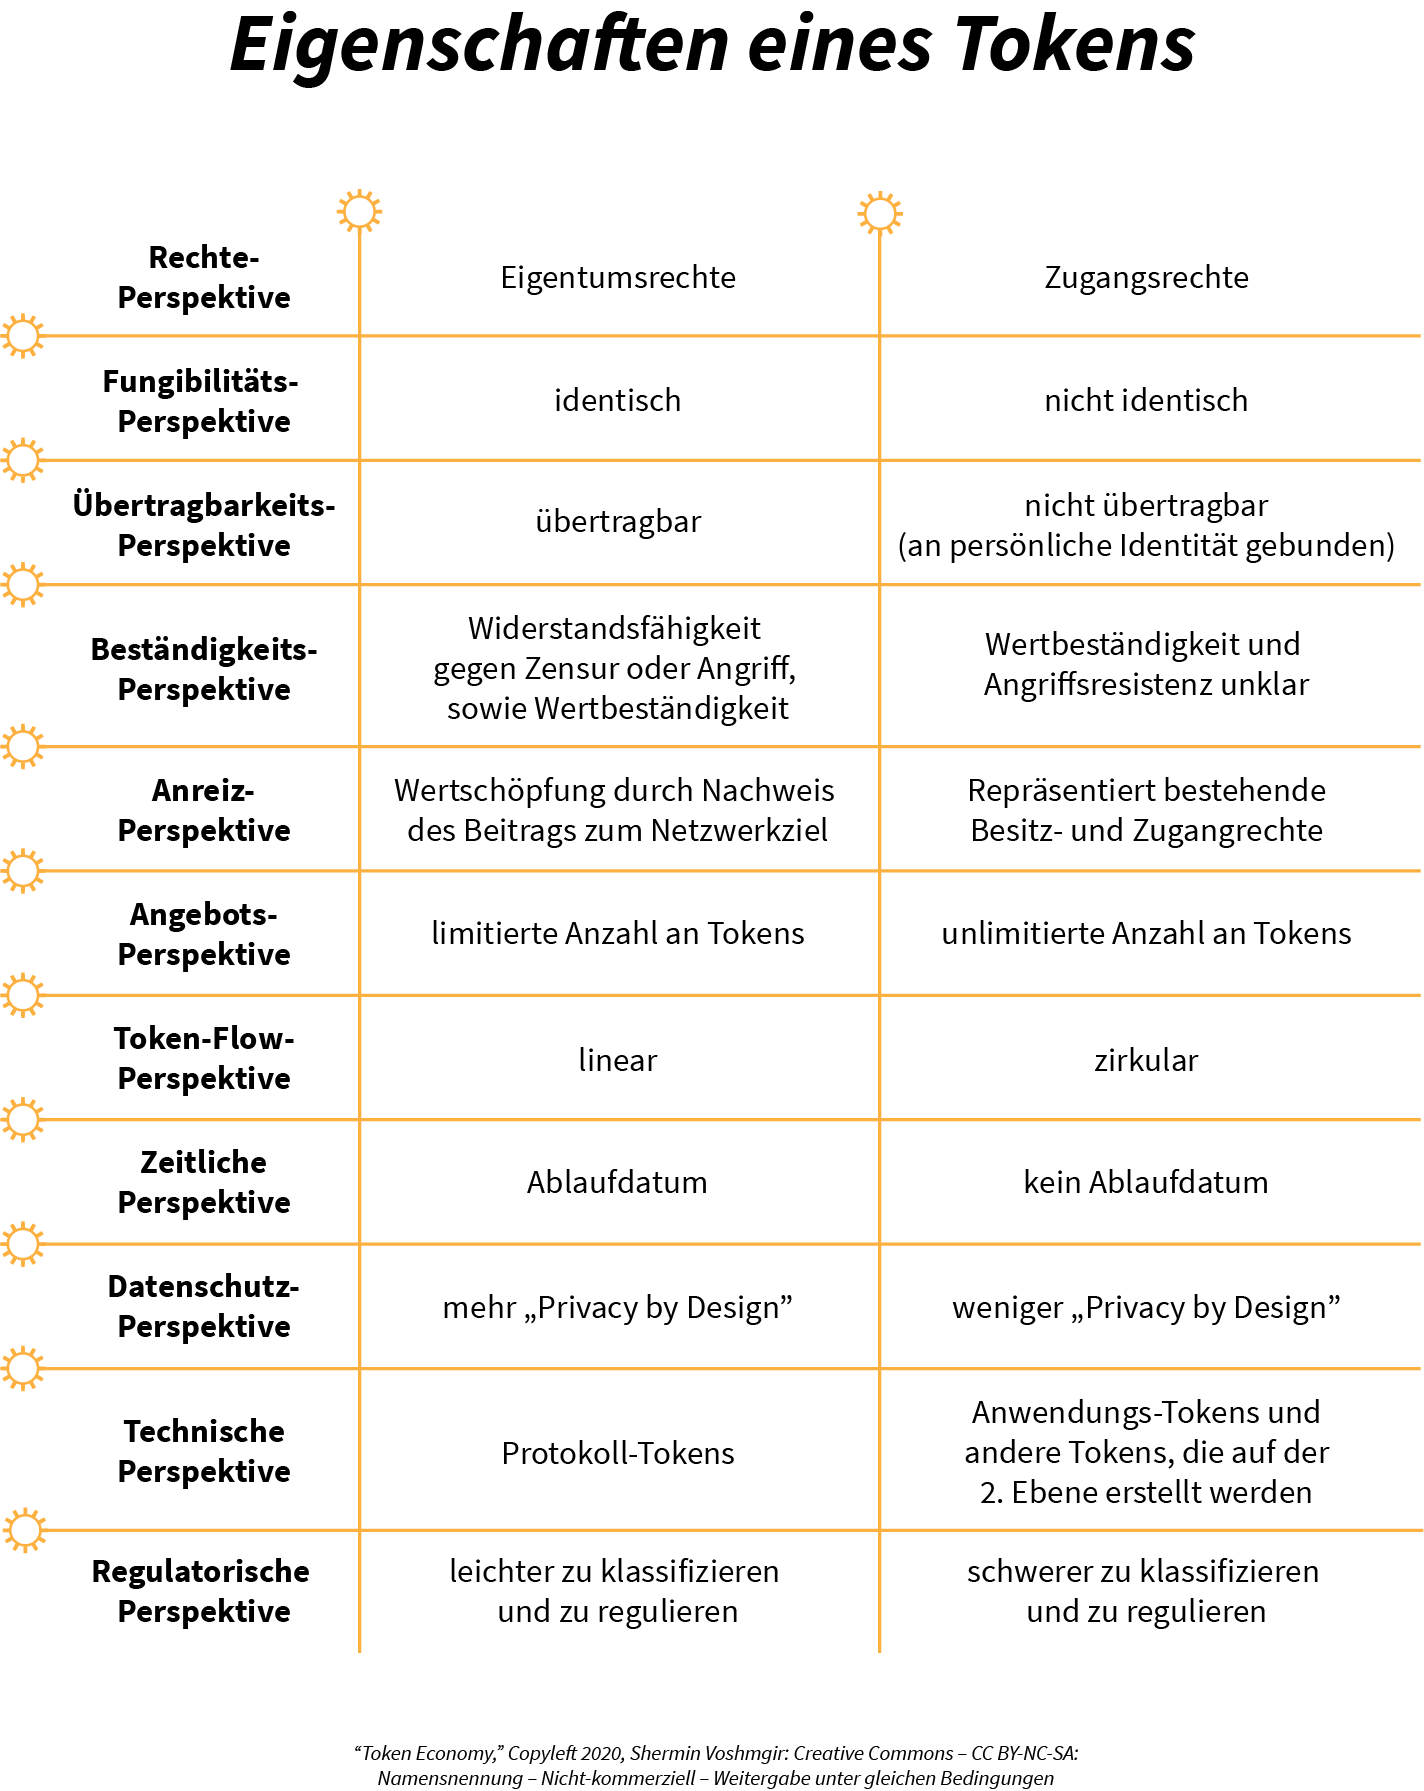 Eigenschaften eines Tokens
Rechte-
Perspektive
Eigentumsrechte
Zugangsrechte
Fungibilitäts-
Perspektive
identisch
nicht identisch
Übertragbarkeits-
Perspektive
übertragbar
nicht übertragbar
(an persönliche Identität gebunden)
Beständigkeits-
Perspektive
Widerstandsfähigkeit
gegen Zensur oder Angriff,
sowie Wertbeständigkeit
Wertbeständigkeit und
Angriffsresistenz unklar
Anreiz-
Perspektive
Wertschöpfung durch Nachweis
des Beitrags zum Netzwerkziel
Repräsentiert bestehende
Besitz- und Zugangrechte
Angebots-
Perspektive
limitierte Anzahl an Tokens
unlimitierte Anzahl an Tokens
Token-Flow-
Perspektive
linear
zirkular
Zeitliche
Perspektive
Ablaufdatum
kein Ablaufdatum
Datenschutz-
Perspektive
mehr „Privacy by Design”
weniger „Privacy by Design”
Technische
Perspektive
Protokoll-Tokens
Anwendungs-Tokens und
andere Tokens, die auf der
2. Ebene erstellt werden
Regulatorische
Perspektive
leichter zu klassifizieren
und zu regulieren
schwerer zu klassifizieren
und zu regulieren
“Token Economy,” Copyleft 2020, Shermin Voshmgir: Creative Commons – CC BY-NC-SA:
Namensnennung – Nicht-kommerziell – Weitergabe unter gleichen Bedingungen